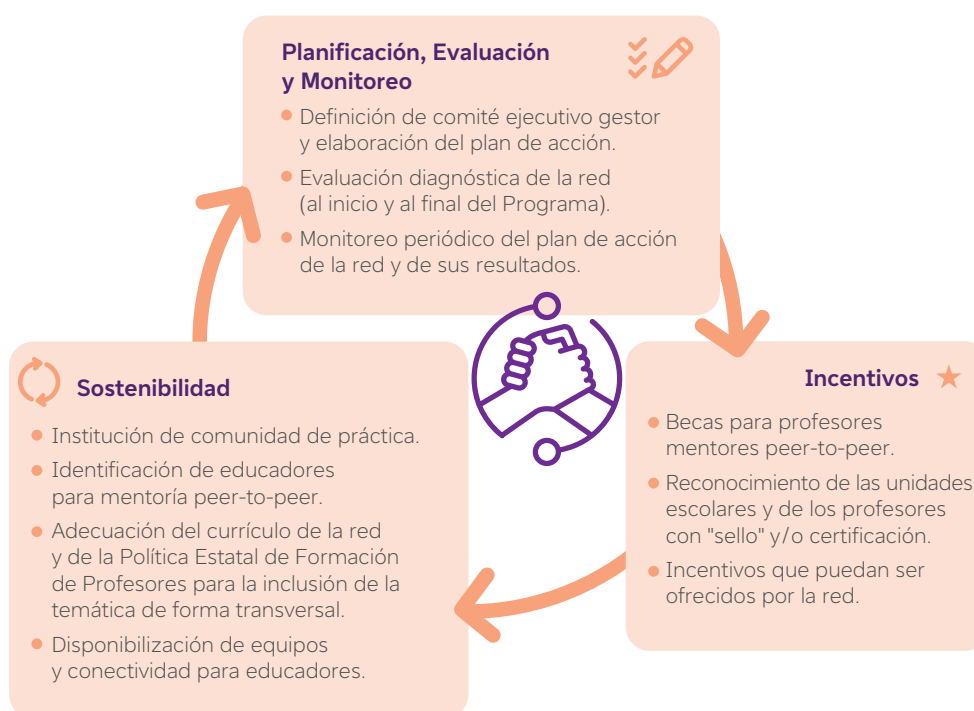 Planificación, Evaluación
y Monitoreo
Definición de comité ejecutivo gestor
y elaboración del plan de acción.
Evaluación diagnóstica de la red
(al inicio y al final del Programa).
Monitoreo periódico del plan de acción
de la red y de sus resultados.
Sostenibilidad
Institución de comunidad de práctica.
Identificación de educadores
para mentoría peer-to-peer.
Adecuación del currículo de la red
y de la Política Estatal de Formación
de Profesores para la inclusión de la
temática de forma transversal.
Disponibilización de equipos
y conectividad para educadores.
Incentivos
Becas para profesores
mentores peer-to-peer.
Reconocimiento de las unidades
escolares y de los profesores
con "sello" y/o certificación.
Incentivos que puedan ser
ofrecidos por la red.